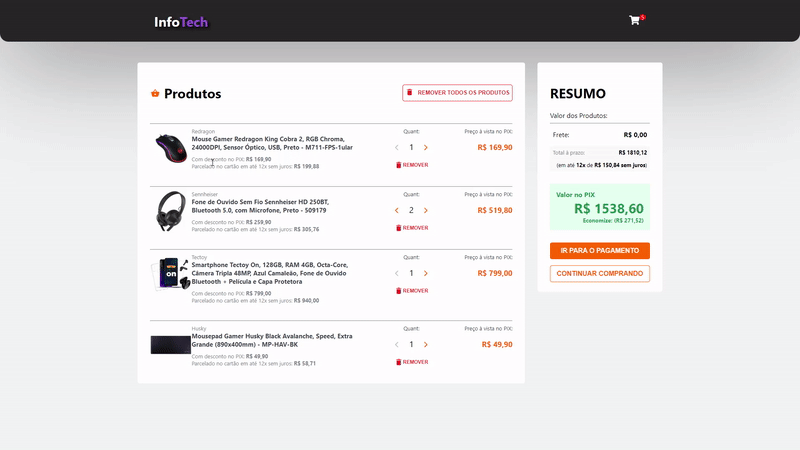 InfoTech
5
Produtos
REMOVER TODOS OS PRODUTOS
Redragon
Mouse Gamer Redragon King Cobra 2, RGB Chroma,
24000DPI, Sensor Óptico, USB, Preto - M711-FPS-1ular
Com desconto no PIX: R$ 169,90
Parcelado no cartão em até 12x sem juros: R$ 199,88
Quant:
1
REMOVER
Preço à vista no PIX:
R$ 169,90
Sennheiser
Fone de Ouvido Sem Fio Sennheiser HD 250BT,
Bluetooth 5.0, com Microfone, Preto - 509179
Com desconto no PIX: R$ 259,90
Parcelado no cartão em até 12x sem juros: R$ 305,76
Quant:
2
REMOVER
Preço à vista no PIX:
R$ 519,80
on
Tectoy
Smartphone Tectoy On, 128GB, RAM 4GB, Octa-Core,
Câmera Tripla 48MP, Azul Camaleão, Fone de Ouvido
Bluetooth + Película e Capa Protetora
Com desconto no PIX: R$ 799,00
Parcelado no cartão em até 12x sem juros: R$ 940,00
Quant:
1
REMOVER
Preço à vista no PIX:
R$ 799,00
Husky
Mousepad Gamer Husky Black Avalanche, Speed, Extra
Grande (890x400mm) - MP-HAV-BK
Com desconto no PIX: R$ 49,90
Parcelado no cartão em até 12x sem juros: R$ 58,71
Quant:
1
REMOVER
Preço à vista no PIX:
R$ 49,90
RESUMO
Valor dos Produtos:
Frete: R$ 0,00
Total à prazo: R$ 1810,12
(em até 12x de R$ 150,84 sem juros)
Valor no PIX
R$ 1538,60
Economize: (R$ 271,52)
IR PARA O PAGAMENTO
CONTINUAR COMPRANDO